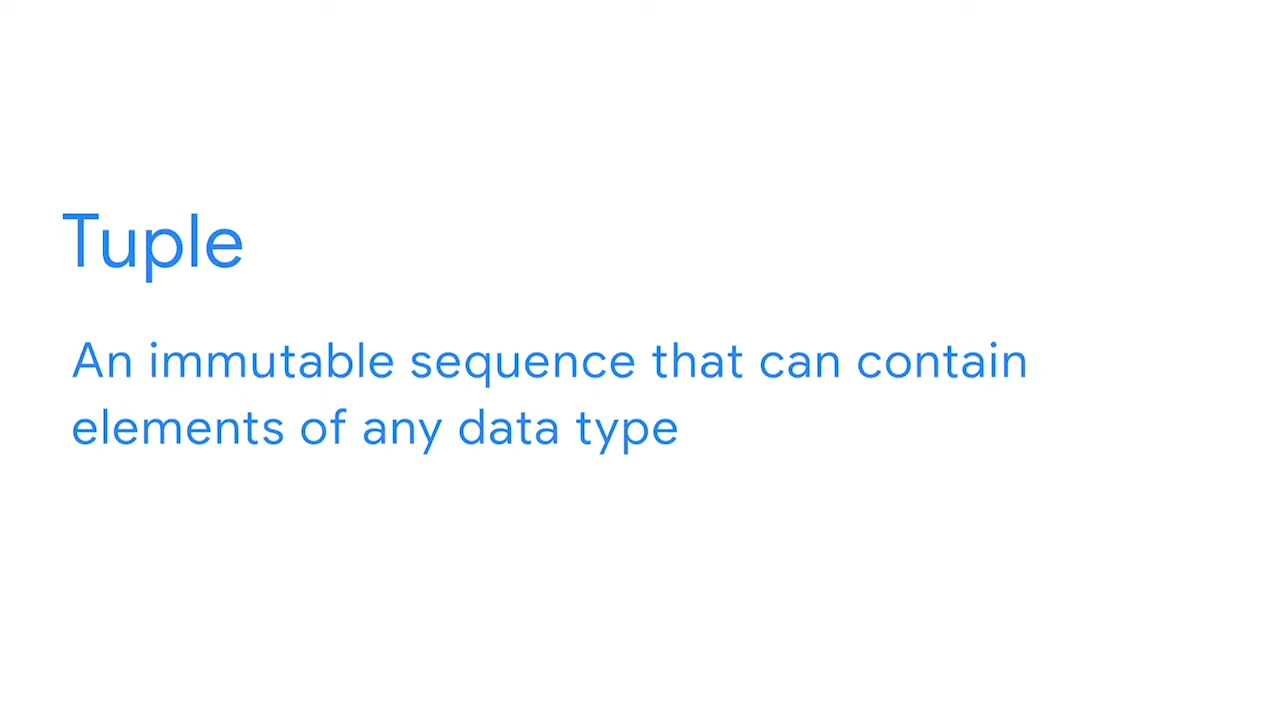 Tuple
An immutable sequence that can contain
elements of any data type